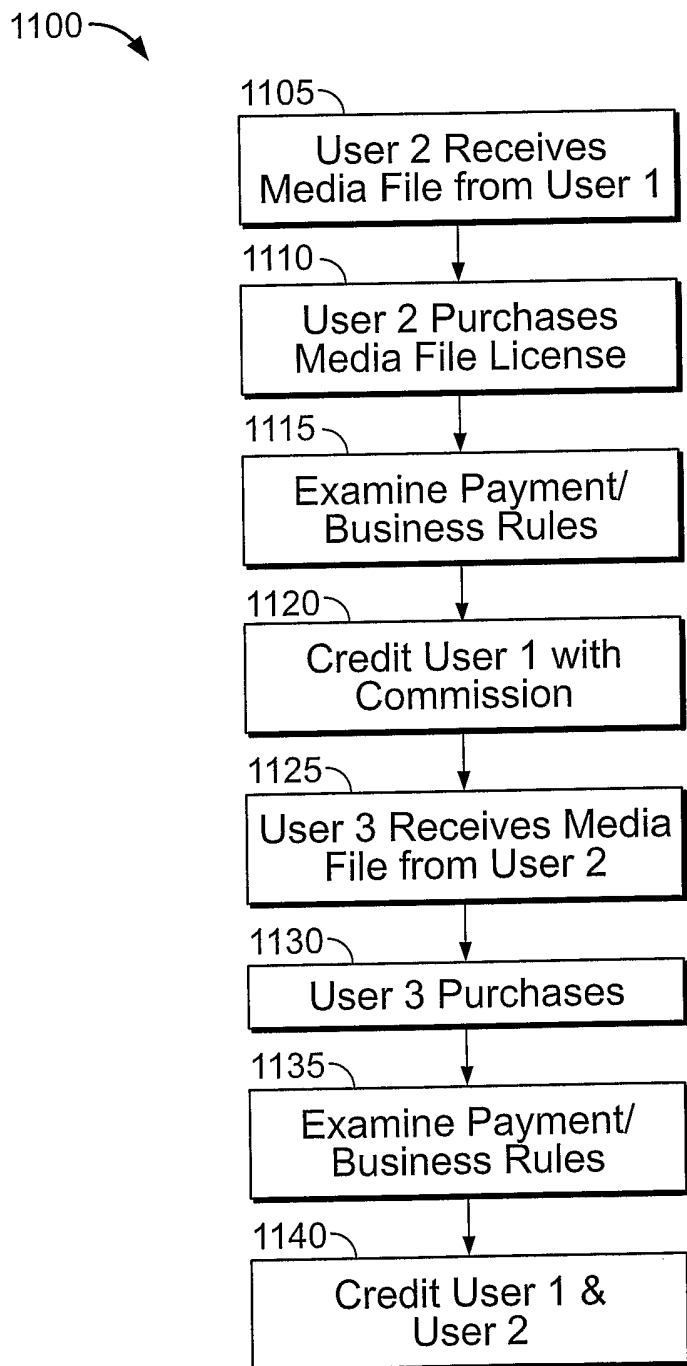 1100
1105
User 2 Receives
Media File from User 1
1110
User 2 Purchases
Media File License
1115
Examine Payment/
Business Rules
1120
Credit User 1 with
Commission
1125
User 3 Receives Media
File from User 2
1130
User 3 Purchases
1135
Examine Payment/
Business Rules
1140
Credit User 1 &
User 2